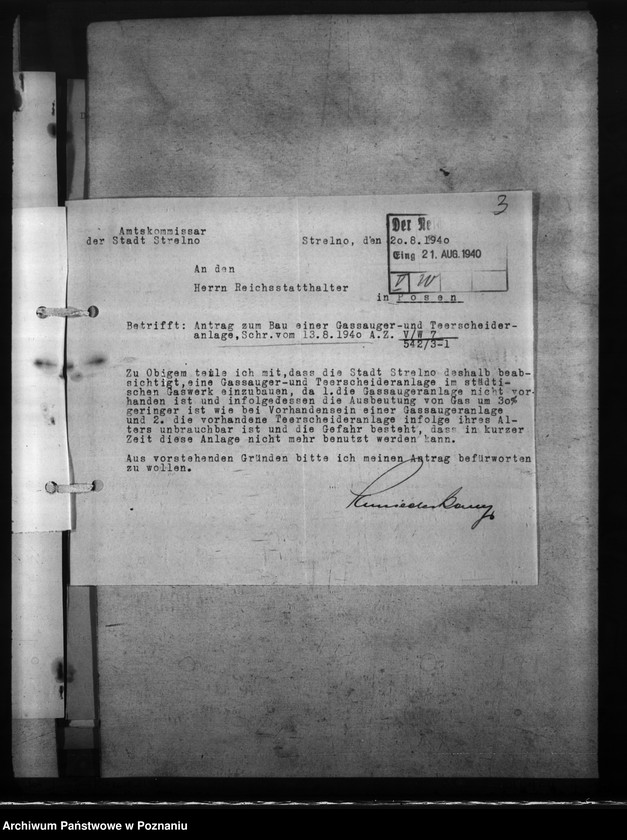 3
Amtskommissar
der Stadt Strelno
Strelno, den 20.8.1940
Der Re
Eing 21. AUG. 1940
V W
An den
Herrn Reichsstatthalter
in Posen
Betrifft: Antrag zum Bau einer Gassauger-und Teerscheider-
anlage,Schr.vom 13.8.1940 A.Z. V/W 7
542/3-1
Zu Obigem teile ich mit,dass die Stadt Strelno deshalb beab-
sichtigt,eine Gassauger-und Teerscheideranlage im städti-
schen Gaswerk einzubauen, da 1.die Gassaugeranlage nicht vor-
handen ist und infolgedessen die Ausbeutung von Gas um 30%
geringer ist wie bei Vorhandensein einer Gassaugeranlage
und 2. die vorhandene Teerscheideranlage infolge ihres Al-
ters unbrauchbar ist und die Gefahr besteht, dass in kurzer
Zeit diese Anlage nicht mehr benutzt werden kann.
Aus vorstehenden Gründen bitte ich meinen Antrag befürworten
zu wollen.
Archiwum Państwowe w Poznaniu